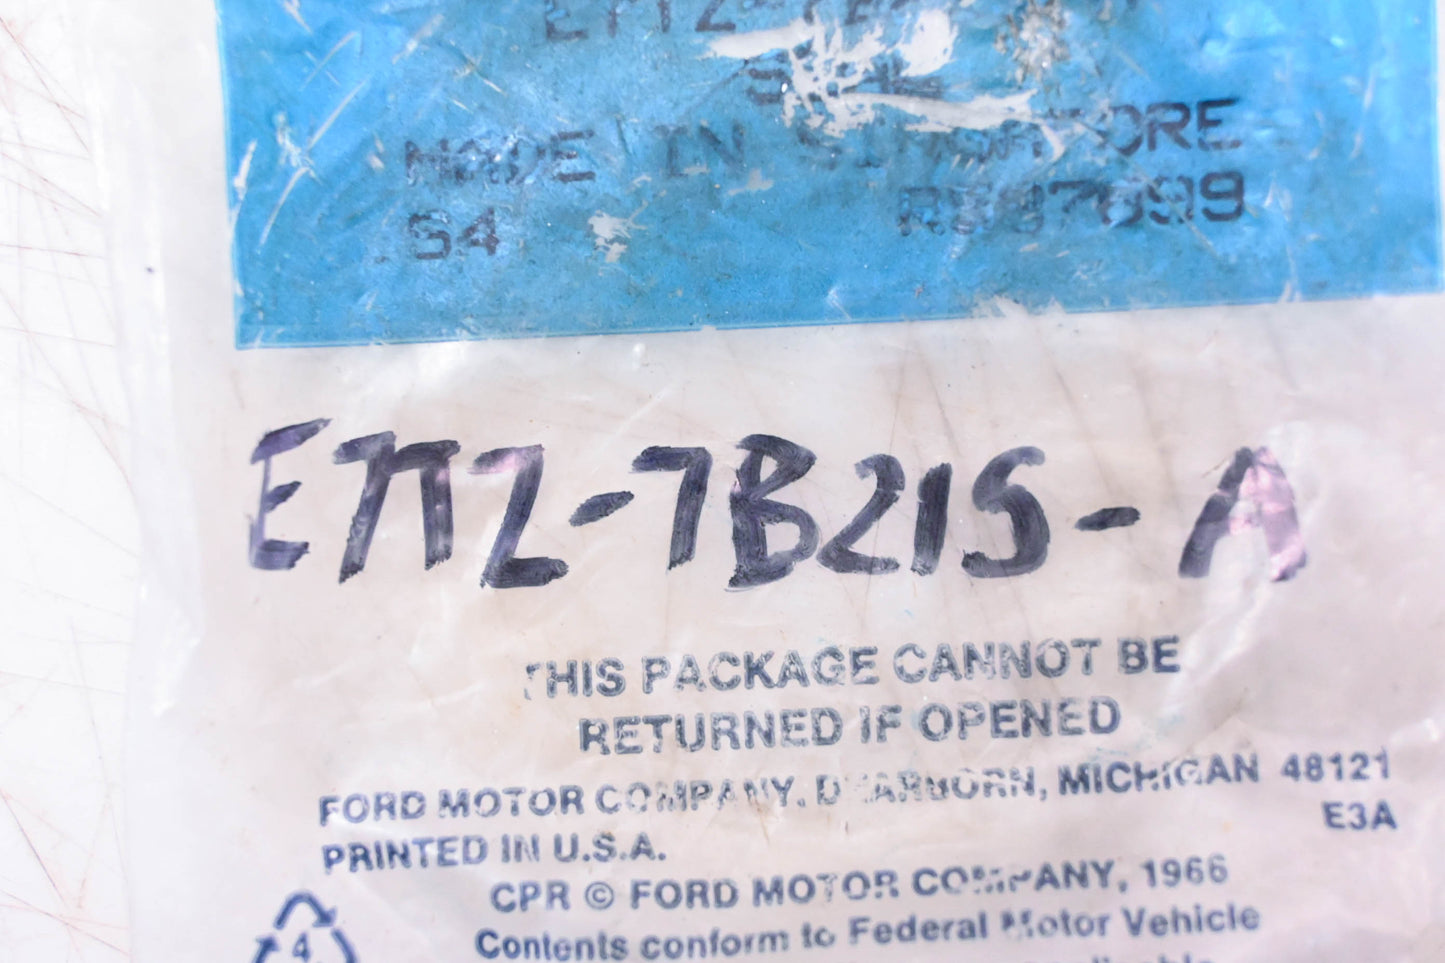 MADE IN SINGAPORE
S4
E7TZ-7B215-A
THIS PACKAGE CANNOT BE
RETURNED IF OPENED
FORD MOTOR COMPANY, DEARBORN, MICHIGAN 48121
E3A
PRINTED IN U.S.A.
CPR © FORD MOTOR COMPANY, 1966
Contents conform to Federal Motor Vehicle
4
applicable